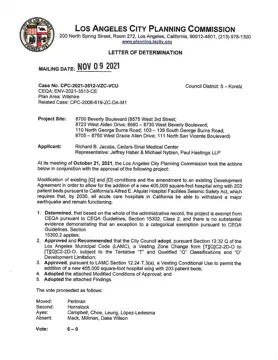 LOS ANGELES CITY PLANNING COMMISSION
200 North Spring Street, Room 272, Los Angeles, California, 90012-4801, (213) 978-1300
www.planning.lacity.org
LETTER OF DETERMINATION
MAILING DATE: NOV 09 2021
Case No. CPC-2021-3512-VZC-VCU
Council District: 5 – Koretz
CEQA: ENV-2021-3513-CE
Plan Area: Wilshire
Related Case: CPC-2008-619-ZC-DA-M1
Project Site: 8700 Beverly Boulevard (8575 West 3rd Street;
8723 West Alden Drive; 8680 – 8730 West Beverly Boulevard;
110 North George Burns Road; 103 – 139 South George Burns Road;
8705 – 8750 West Gracie Allen Drive; 111 North San Vicente Boulevard)
Applicant: Richard B. Jacobs, Cedars-Sinai Medical Center
Representative: Jeffrey Haber & Michael Nytzen, Paul Hastings LLP
At its meeting of October 21, 2021, the Los Angeles City Planning Commission took the actions
below in conjunction with the approval of the following project:
Modification of existing [Q] and [D] conditions and the amendment to an existing Development
Agreement in order to allow for the addition of a new 405,000 square-foot hospital wing with 203
patient beds pursuant to California's Alfred E. Alquist Hospital Facilities Seismic Safety Act, which
requires that, by 2030, all acute care hospitals in California be able to withstand a major
earthquake and remain functioning.
1. Determined, that based on the whole of the administrative record, the project is exempt from
CEQA pursuant to CEQA Guidelines, Section 15302, Class 2, and there is no substantial
evidence demonstrating that an exception to a categorical exemption pursuant to CEQA
Guidelines, Section
15300.2 applies;
2. Approved and Recommended that the City Council adopt, pursuant Section 12.32 Q of the
Los Angeles Municipal Code (LAMC), a Vesting Zone Change from [T][Q]C2-2D-O to
[T][Q]C2-2D-O, subject to the Tentative "T" and Qualified "Q" Classifications and "D"
Development Limitation;
3. Approved, pursuant to LAMC Section 12.24 T.3(a), a Vesting Conditional Use to permit the
addition of a new 405,000 square-foot hospital wing with 203 patient beds;
4. Adopted the attached Modified Conditions of Approval; and
5. Adopted the attached Findings.
The vote proceeded as follows:
Moved: Perlman
Second: Hornstock
Ayes: Campbell, Choe, Leung, López-Ledesma
Absent: Mack, Millman, Dake Wilson
Vote: 6 – 0